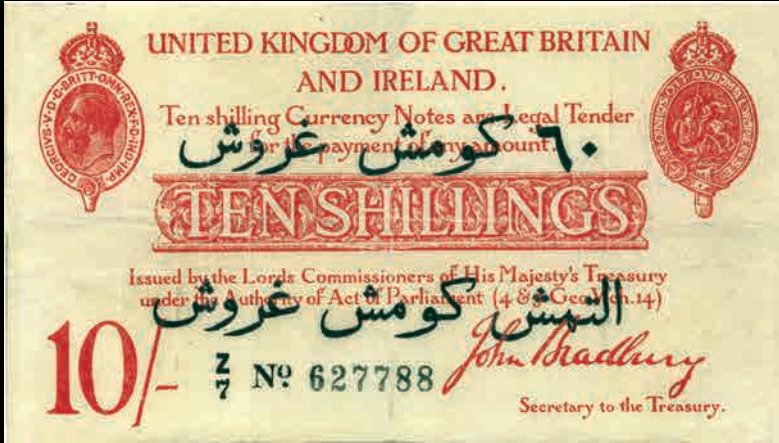 UNITED KINGDOM OF GREAT BRITAIN
AND IRELAND.
GEORGIVS·V·D·G·BRITT·OMN·REX·F·D·IND·IMP·
Ten shilling Currency Notes are Legal Tender
for the payment of any amount.
٦٠ كومش غروش
TEN SHILLINGS
Issued by the Lords Commissioners of His Majesty's Treasury
under the Authority of Act of Parliament (4 & 5 Geo. V. ch. 14)
التمش كومش غروش
10/-
Z
7 Nº 627788
John Bradbury
Secretary to the Treasury.